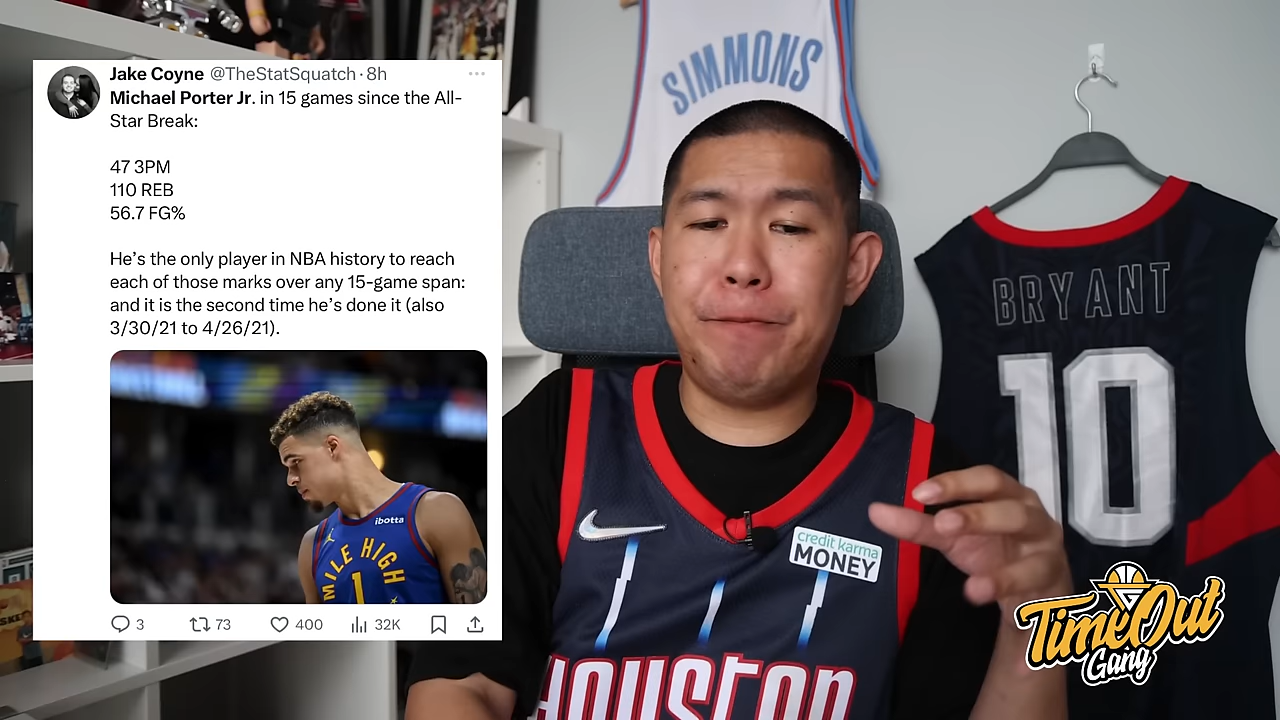 Jake Coyne @TheStatSquatch · 8h
Michael Porter Jr. in 15 games since the All-
Star Break:
47 3PM
110 REB
56.7 FG%
He's the only player in NBA history to reach
each of those marks over any 15-game span:
and it is the second time he's done it (also
3/30/21 to 4/26/21).
ibotta
MILE HIGH
1
3 73 400 32K
SIMMONS
BRYANT
10
credit karma
MONEY
HOUSTON
TimeOut
Gang